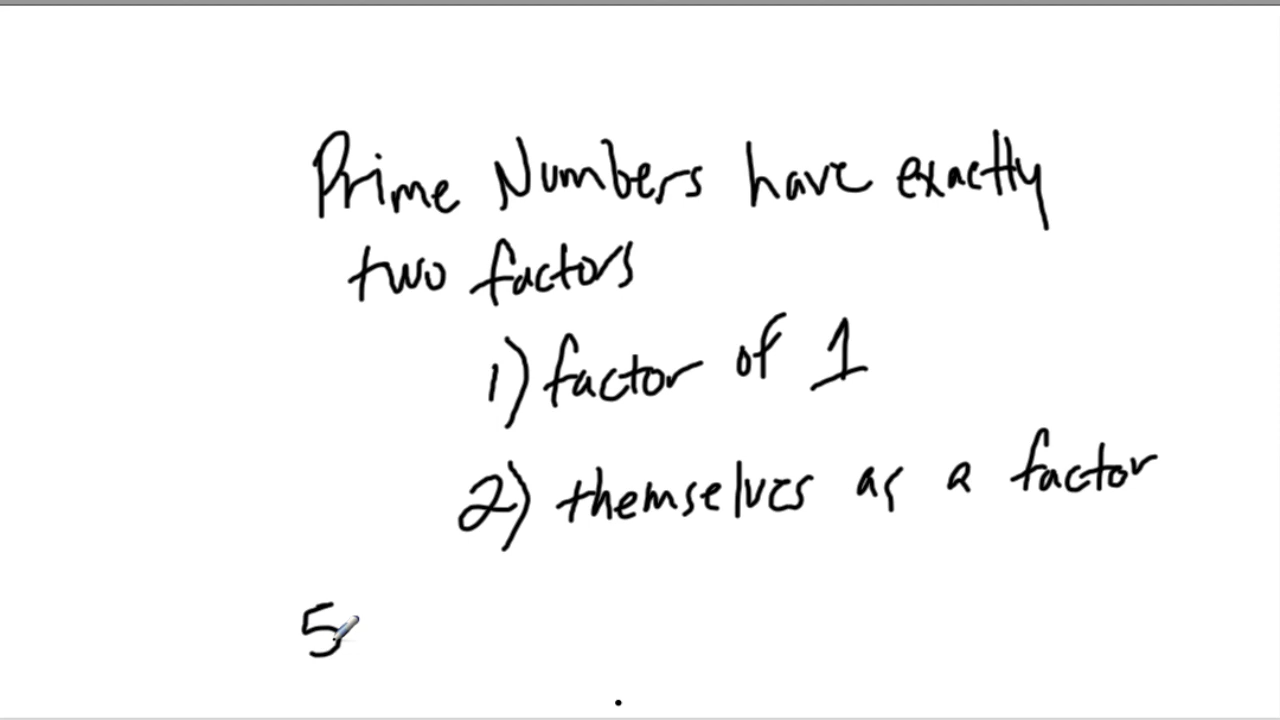 Prime Numbers have exactly
two factors
1) factor of 1
2) themselves as a factor
5